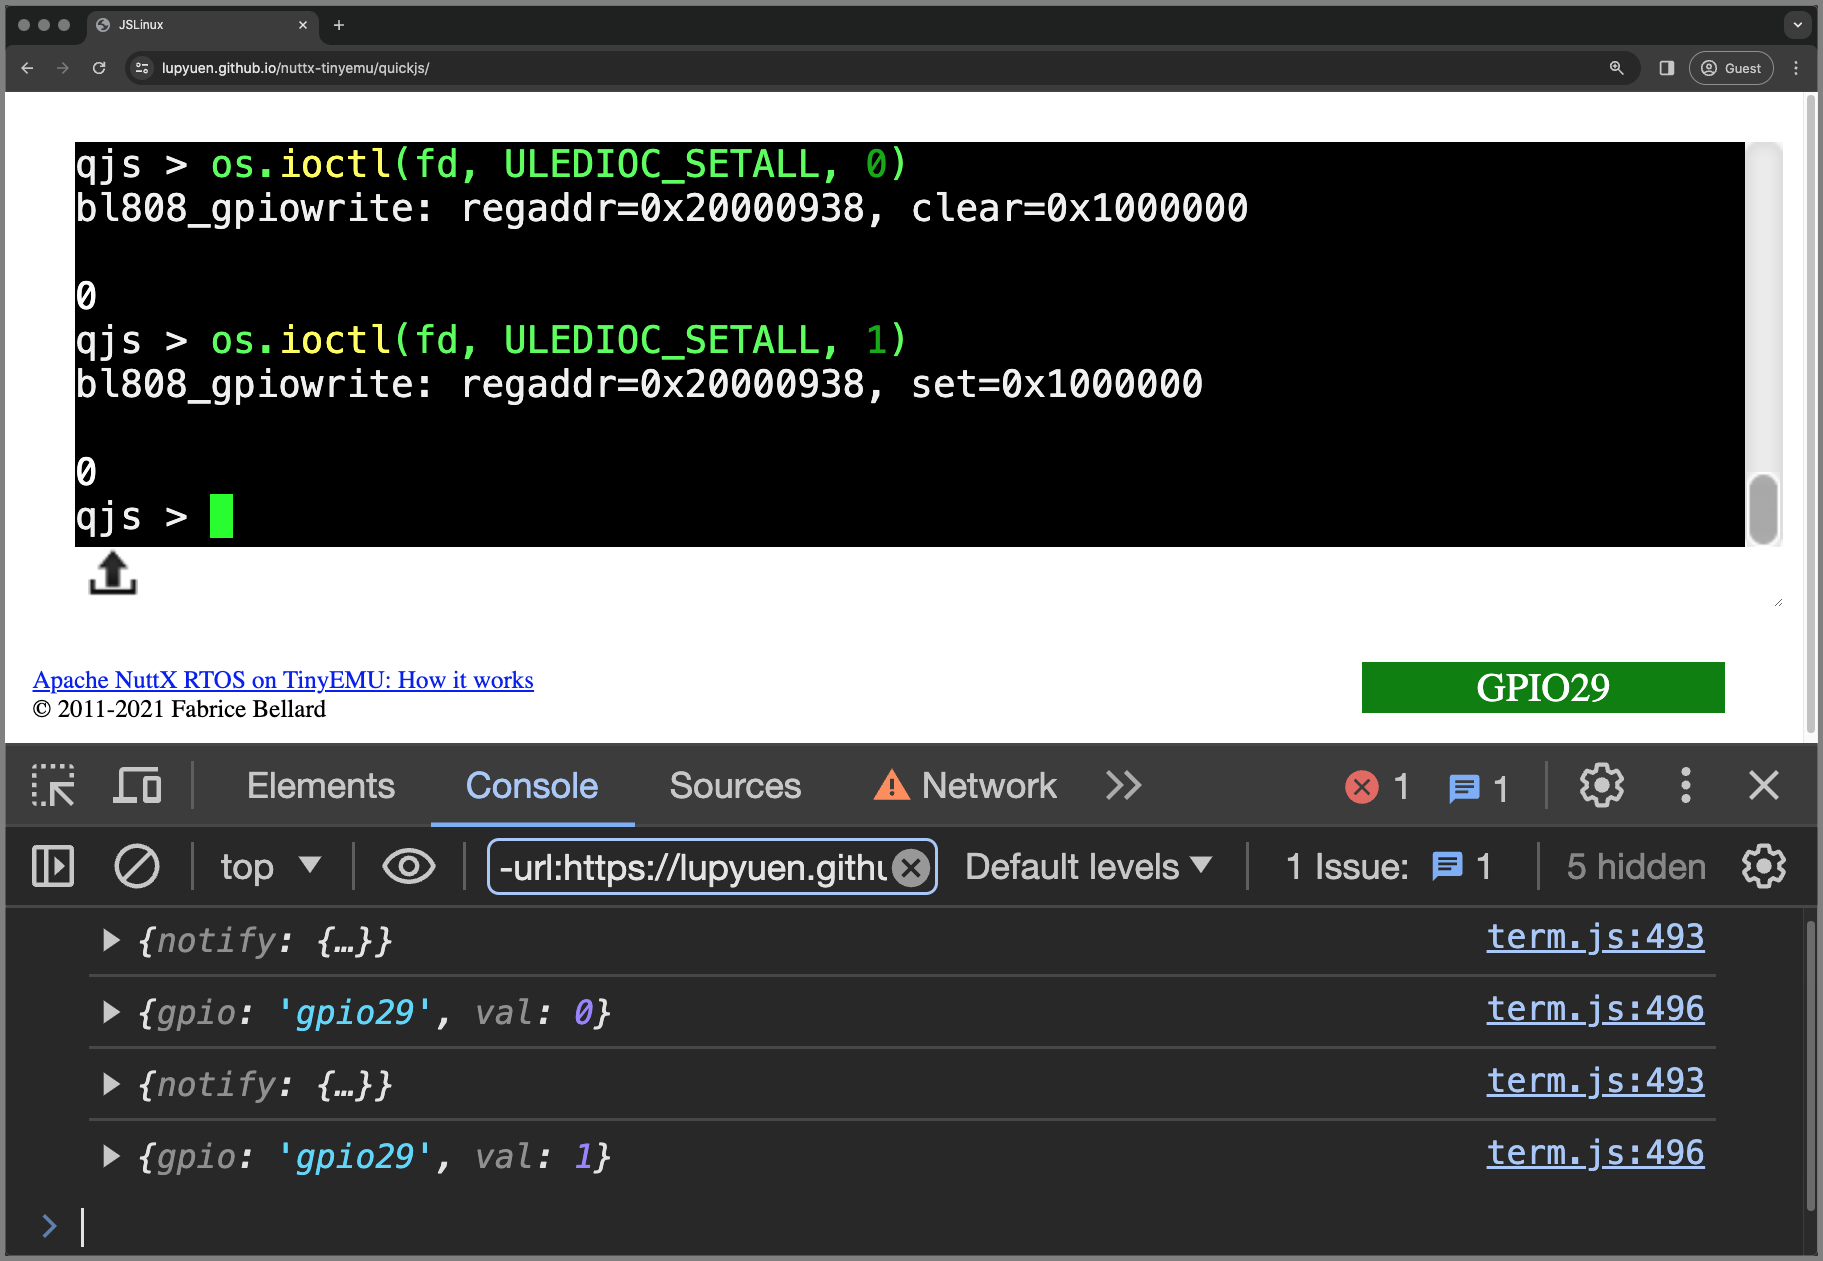 JSLinux
lupyuen.github.io/nuttx-tinyemu/quickjs/
Guest
qjs > os.ioctl(fd, ULEDIOC_SETALL, 0)
bl808_gpiowrite: regaddr=0x20000938, clear=0x1000000
0
qjs > os.ioctl(fd, ULEDIOC_SETALL, 1)
bl808_gpiowrite: regaddr=0x20000938, set=0x1000000
0
qjs >
Apache NuttX RTOS on TinyEMU: How it works
© 2011-2021 Fabrice Bellard
GPIO29
Elements Console Sources Network 1 1
top -url:https://lupyuen.githu Default levels 1 Issue: 1 5 hidden
{notify: {…}} term.js:493
{gpio: 'gpio29', val: 0} term.js:496
{notify: {…}} term.js:493
{gpio: 'gpio29', val: 1} term.js:496